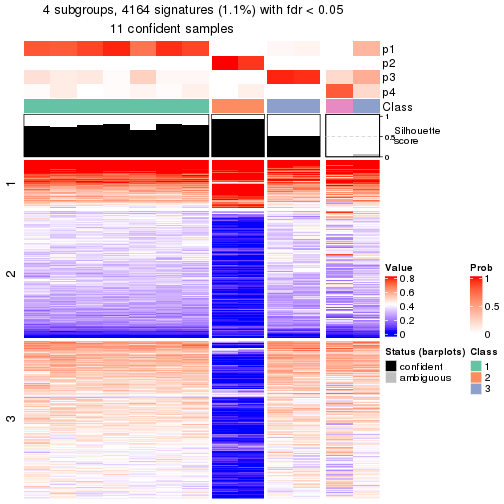 4 subgroups, 4164 signatures (1.1%) with fdr < 0.05
11 confident samples
p1
p2
p3
p4
Class
1
0.5
0
Silhouette
score
1
2
3
Value
0.8
0.6
0.4
0.2
0
Prob
1
0.5
0
Status (barplots)
confident
ambiguous
Class
1
2
3